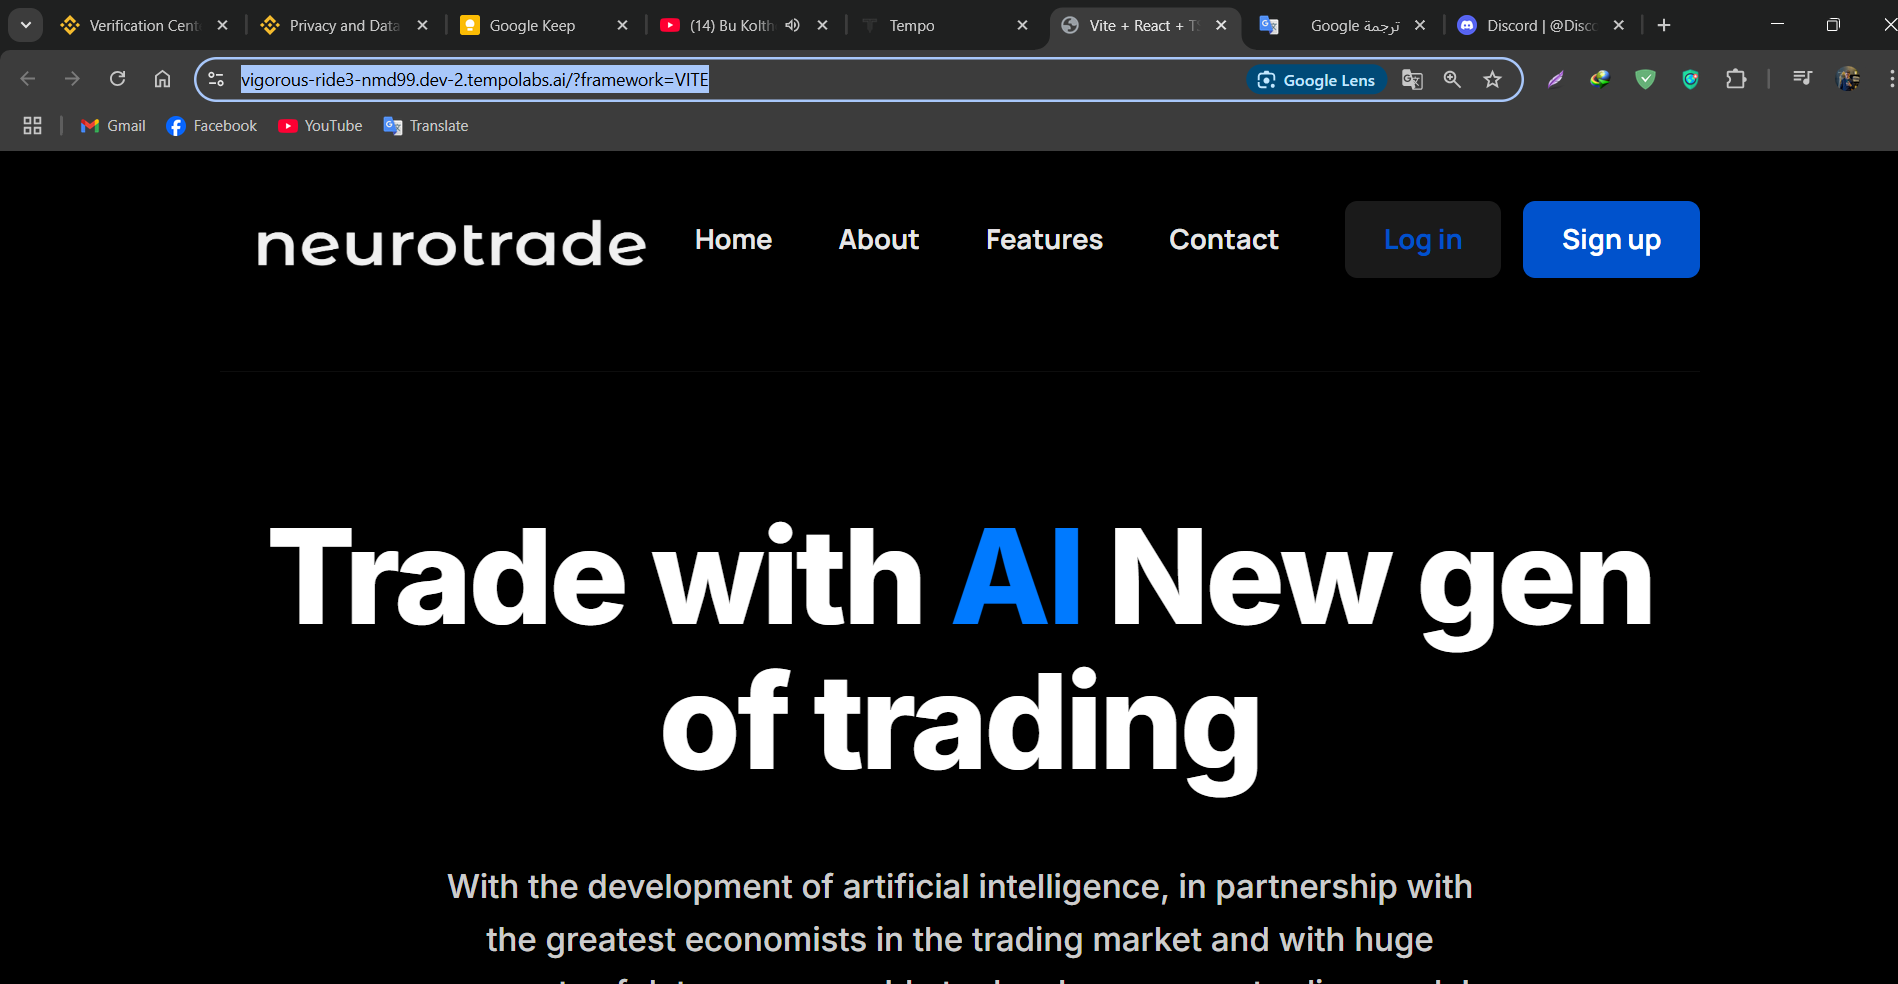 Verification Cent
Privacy and Data
Google Keep
(14) Bu Kolth
Tempo
Vite + React + TS
ترجمة Google
Discord | @Disc
vigorous-ride3-nmd99.dev-2.tempolabs.ai/?framework=VITE
Google Lens
Gmail
Facebook
YouTube
Translate
neurotrade
Home
About
Features
Contact
Log in
Sign up
Trade with AI New gen
of trading
With the development of artificial intelligence, in partnership with
the greatest economists in the trading market and with huge